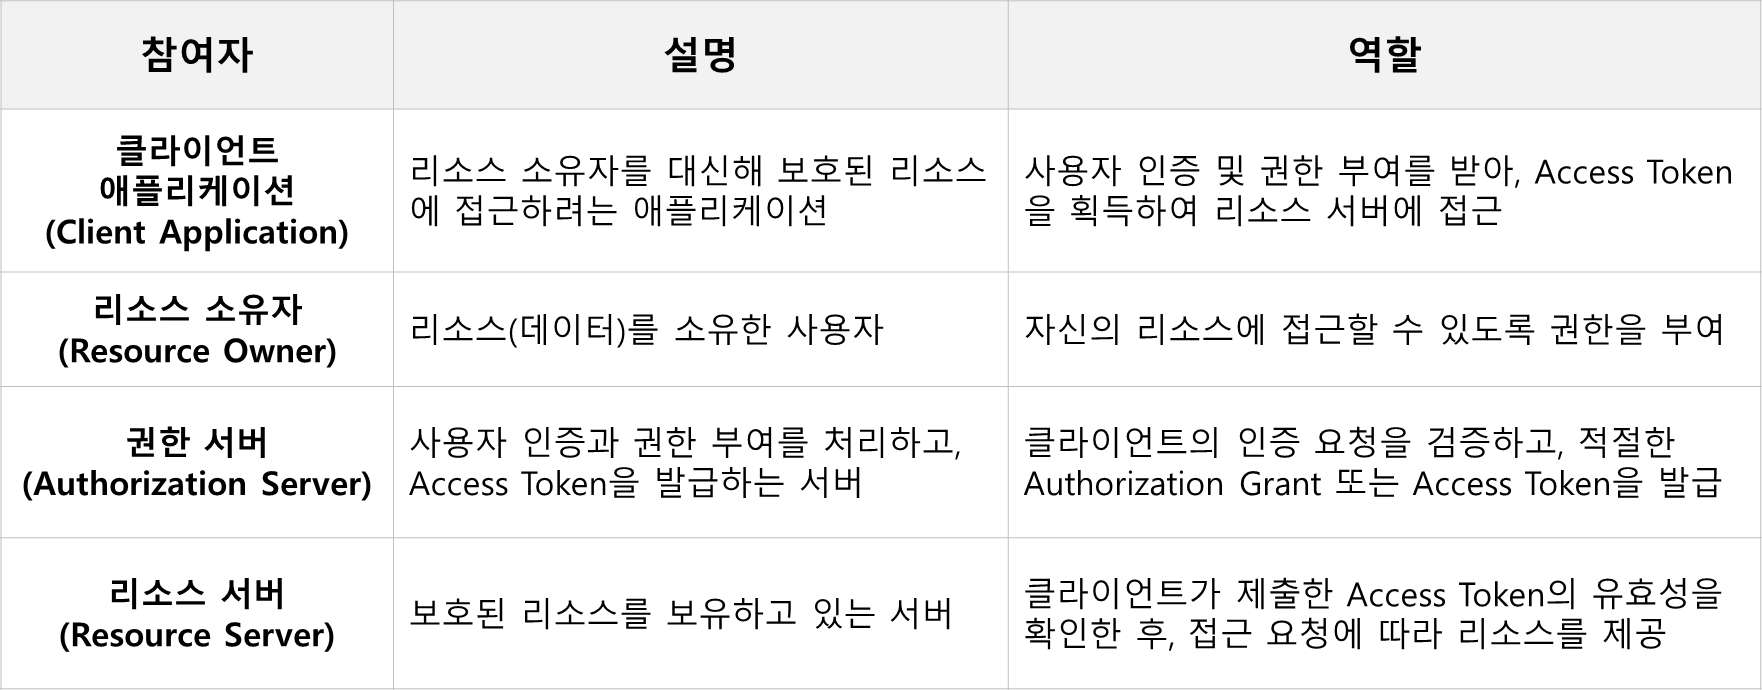 참여자
설명
역할
클라이언트
애플리케이션
(Client Application)
리소스 소유자를 대신해 보호된 리소스
에 접근하려는 애플리케이션
사용자 인증 및 권한 부여를 받아, Access Token
을 획득하여 리소스 서버에 접근
리소스 소유자
(Resource Owner)
리소스(데이터)를 소유한 사용자
자신의 리소스에 접근할 수 있도록 권한을 부여
권한 서버
(Authorization Server)
사용자 인증과 권한 부여를 처리하고,
Access Token을 발급하는 서버
클라이언트의 인증 요청을 검증하고, 적절한
Authorization Grant 또는 Access Token을 발급
리소스 서버
(Resource Server)
보호된 리소스를 보유하고 있는 서버
클라이언트가 제출한 Access Token의 유효성을
확인한 후, 접근 요청에 따라 리소스를 제공